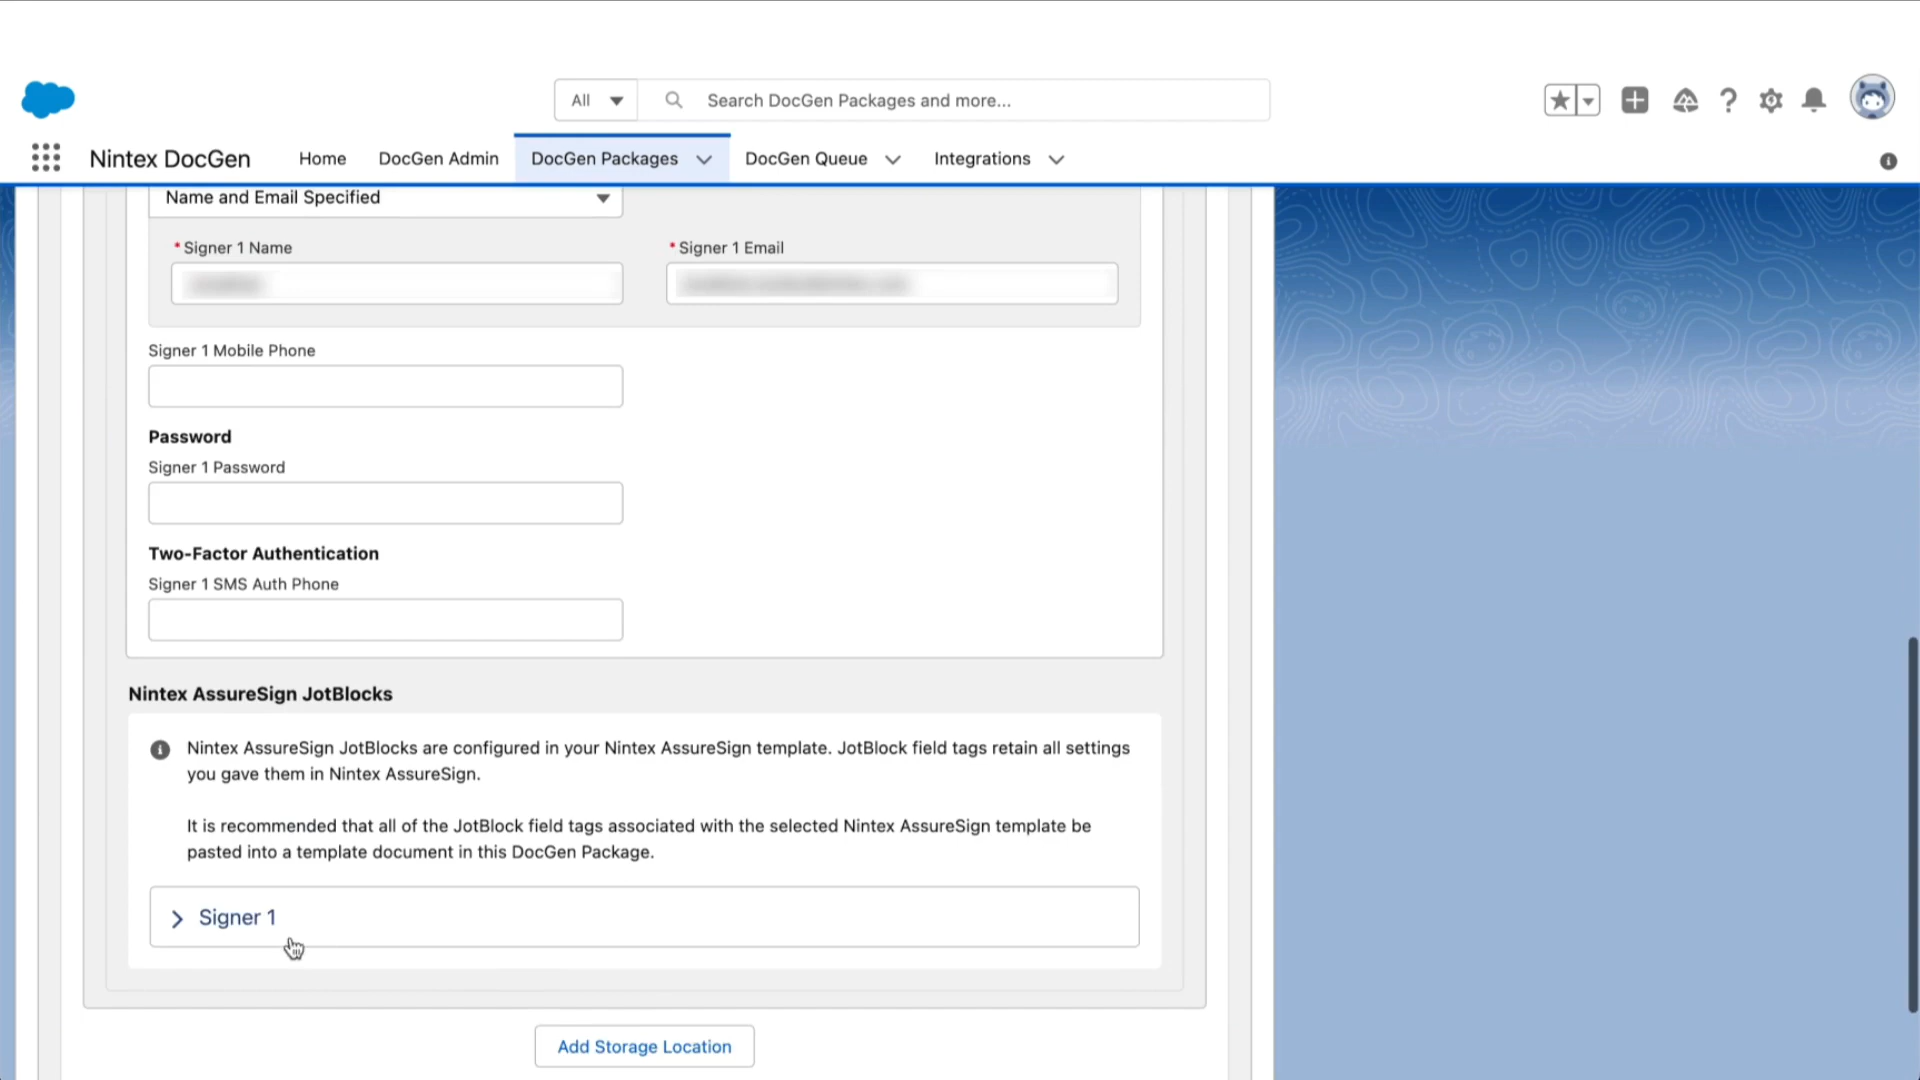 All
Search DocGen Packages and more...
Nintex DocGen
Home
DocGen Admin
DocGen Packages
DocGen Queue
Integrations
Name and Email Specified
* Signer 1 Name
* Signer 1 Email
Signer 1 Mobile Phone
Password
Signer 1 Password
Two-Factor Authentication
Signer 1 SMS Auth Phone
Nintex AssureSign JotBlocks
Nintex AssureSign JotBlocks are configured in your Nintex AssureSign template. JotBlock field tags retain all settings
you gave them in Nintex AssureSign.
It is recommended that all of the JotBlock field tags associated with the selected Nintex AssureSign template be
pasted into a template document in this DocGen Package.
Signer 1
Add Storage Location